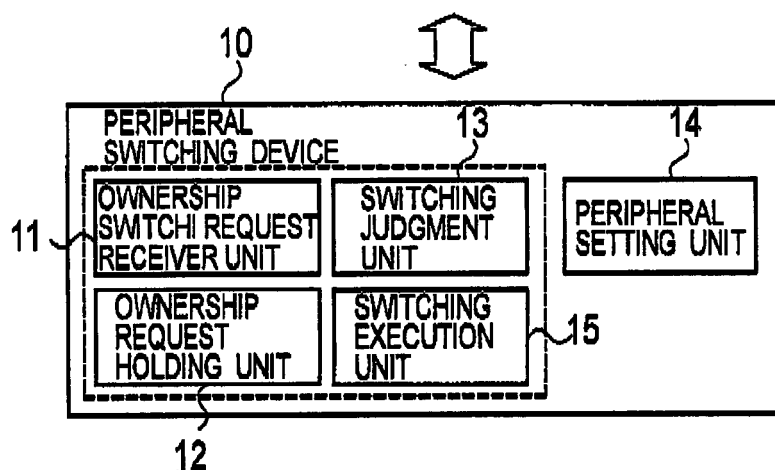 10
PERIPHERAL
SWITCHING DEVICE
13
14
11
OWNERSHIP
SWITCHI REQUEST
RECEIVER UNIT
SWITCHING
JUDGMENT
UNIT
PERIPHERAL
SETTING UNIT
OWNERSHIP
REQUEST
HOLDING UNIT
SWITCHING
EXECUTION
UNIT
15
12